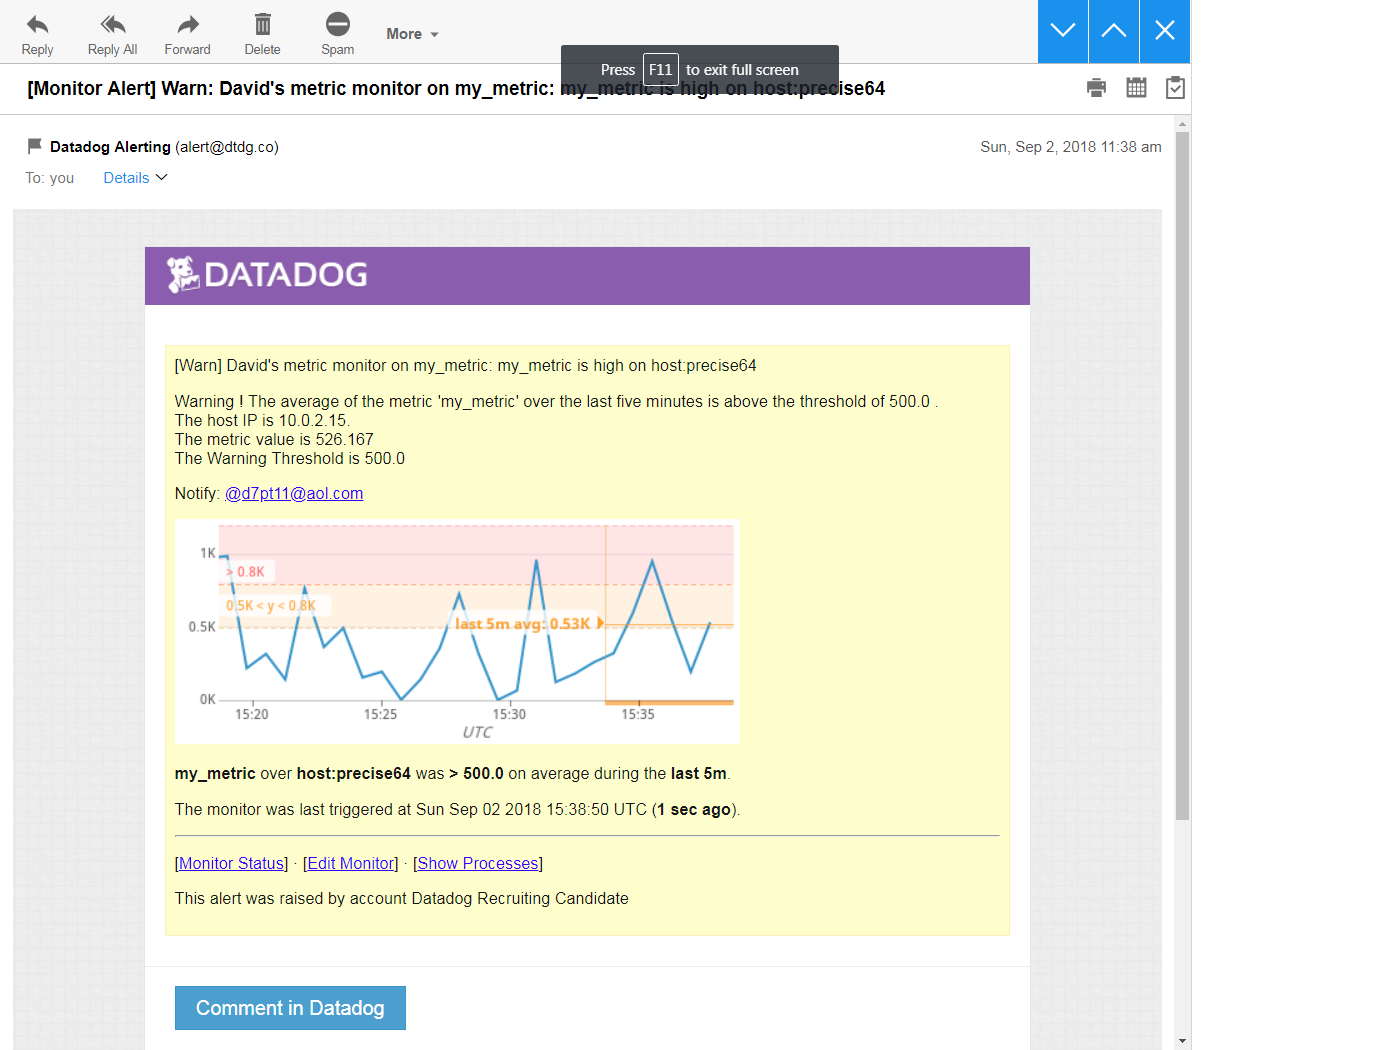 Reply
Reply All
Forward
Delete
Spam
More
Press F11 to exit full screen
[Monitor Alert] Warn: David's metric monitor on my_metric: my_metric is high on host:precise64
Datadog Alerting (alert@dtdg.co)
Sun, Sep 2, 2018 11:38 am
To: you
Details
DATADOG
[Warn] David's metric monitor on my_metric: my_metric is high on host:precise64
Warning ! The average of the metric 'my_metric' over the last five minutes is above the threshold of 500.0 .
The host IP is 10.0.2.15.
The metric value is 526.167
The Warning Threshold is 500.0
Notify: @d7pt11@aol.com
1K
> 0.8K
0.5K < y < 0.8K
last 5m avg: 0.53K
0.5K
0K
15:20 15:25 15:30 15:35
UTC
my_metric over host:precise64 was > 500.0 on average during the last 5m.
The monitor was last triggered at Sun Sep 02 2018 15:38:50 UTC (1 sec ago).
[Monitor Status] · [Edit Monitor] · [Show Processes]
This alert was raised by account Datadog Recruiting Candidate
Comment in Datadog